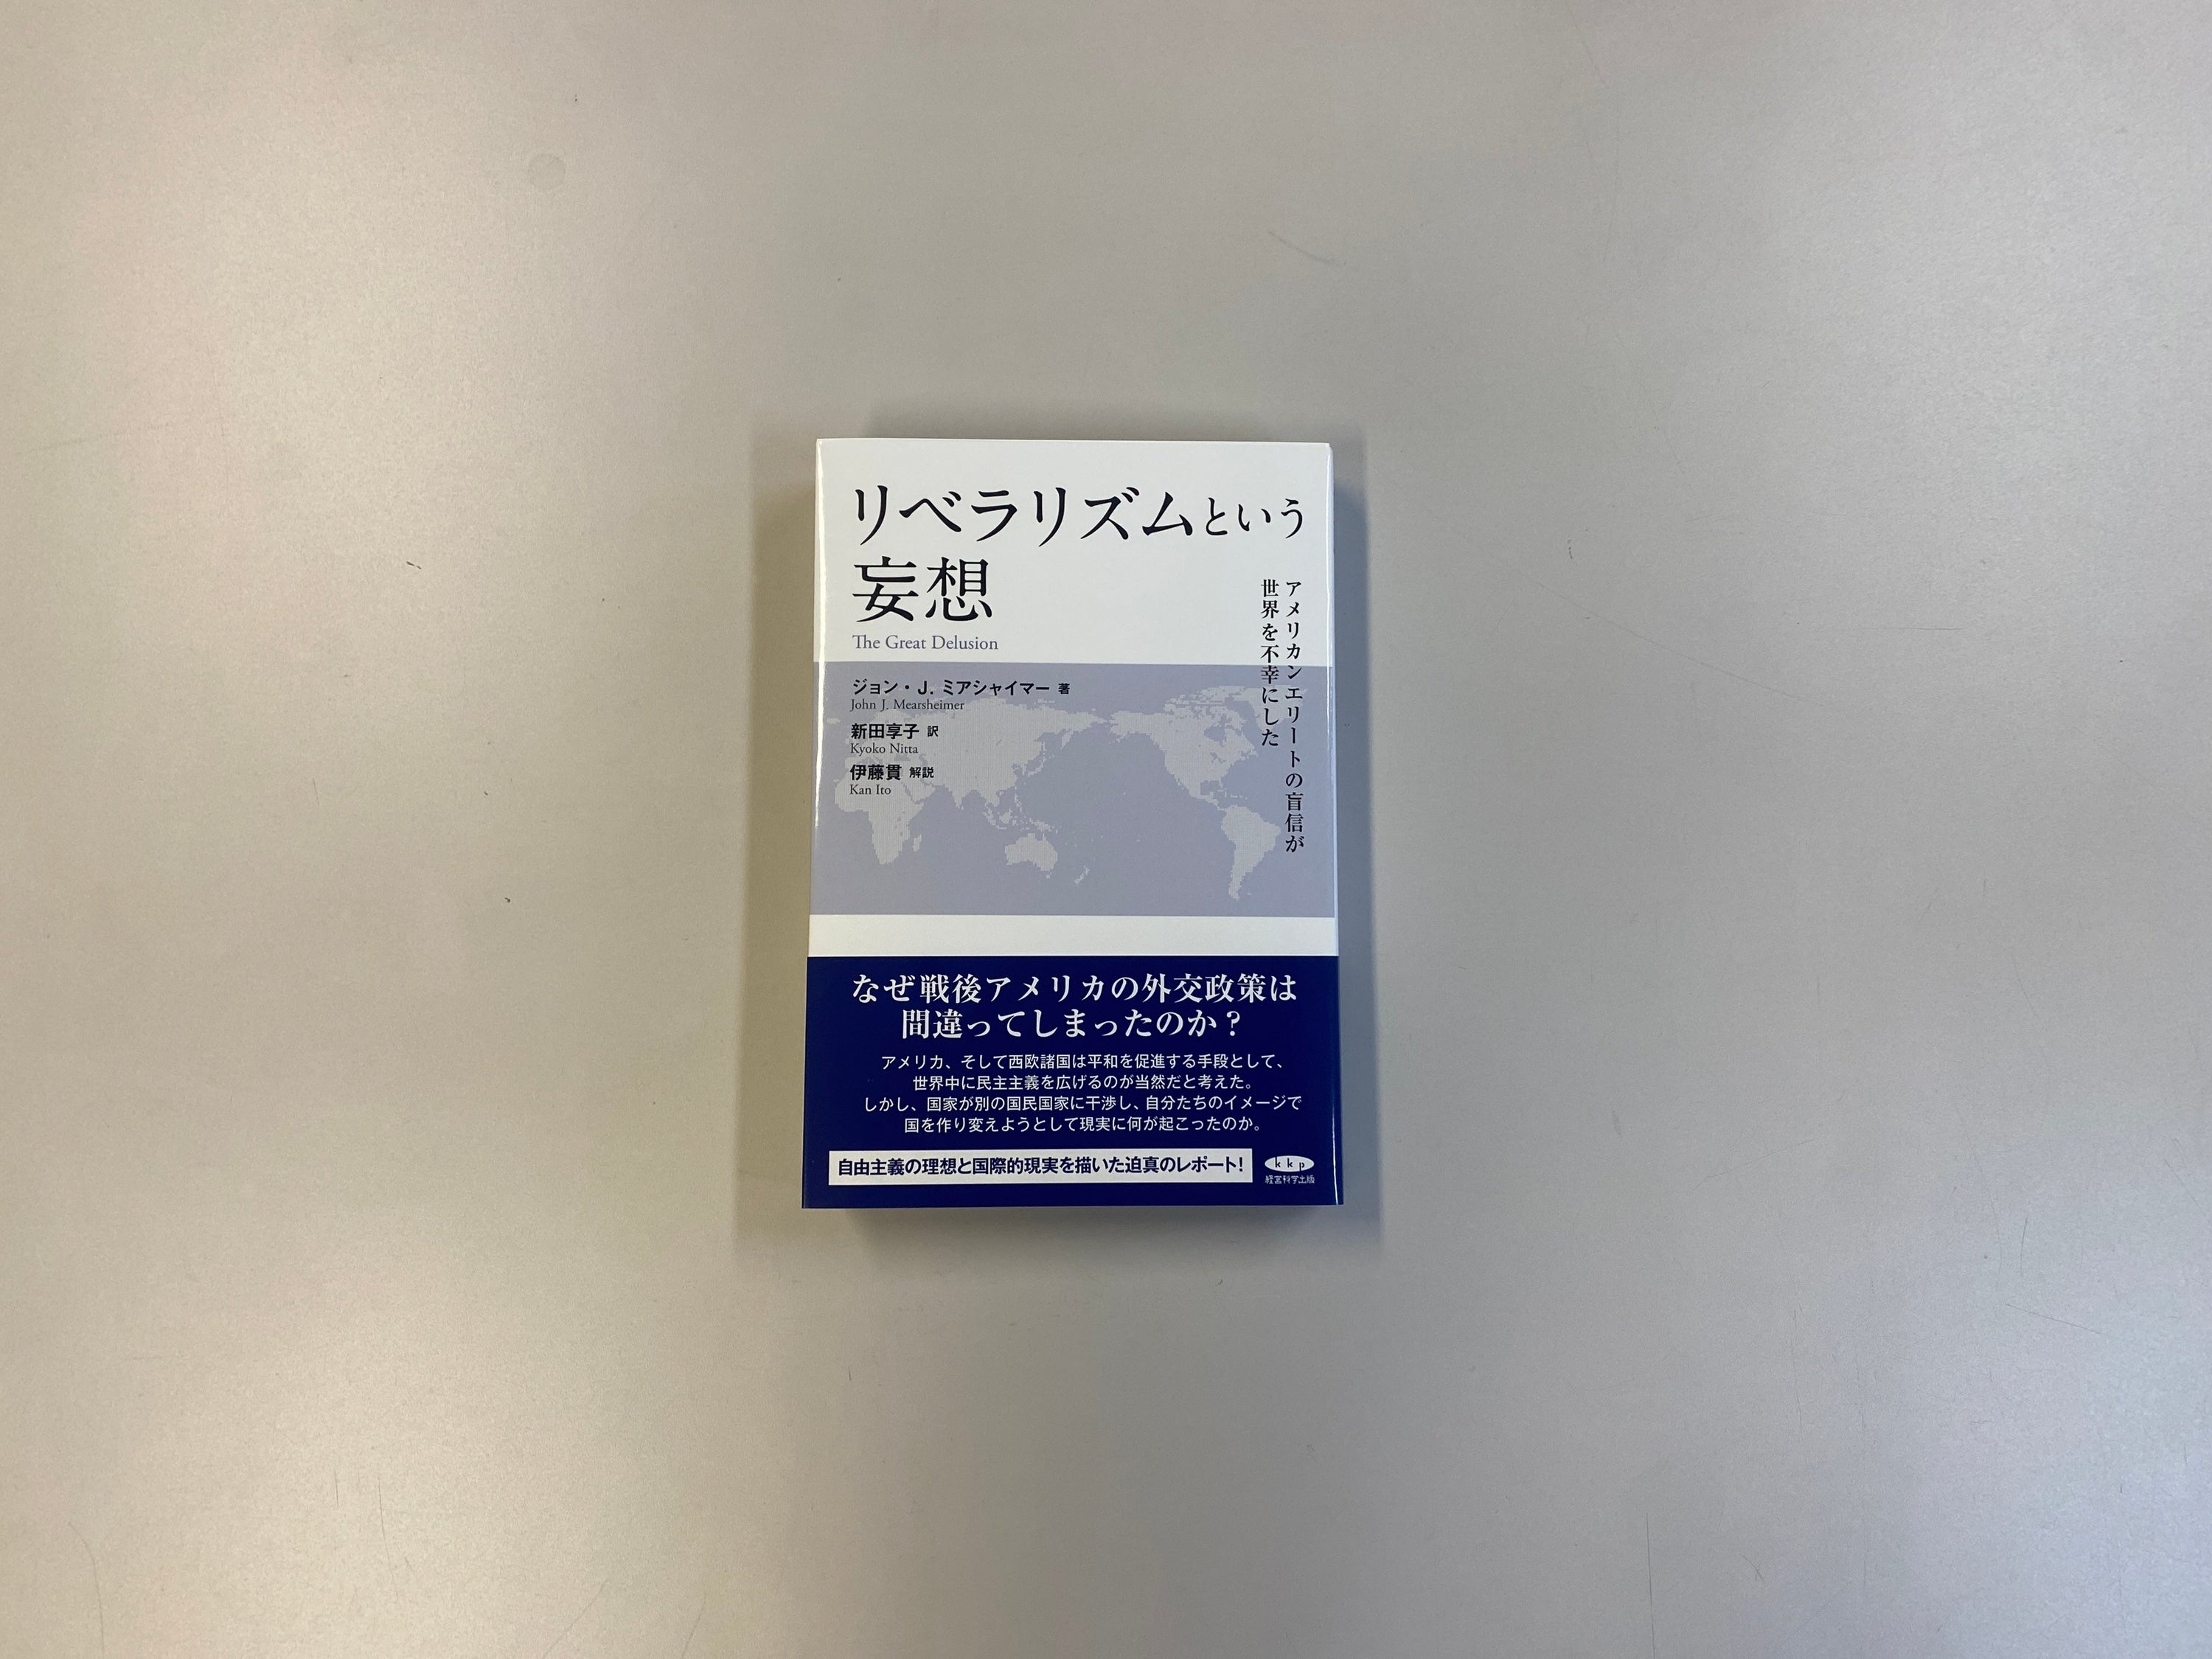 リベラリズムという
妄想
The Great Delusion
アメリカンエリートの盲信が
世界を不幸にした
ジョン・J. ミアシャイマー 著
John J. Mearsheimer
新田享子 訳
Kyoko Nitta
伊藤貫 解説
Kan Ito
なぜ戦後アメリカの外交政策は
間違ってしまったのか？
アメリカ、そして西欧諸国は平和を促進する手段として、
世界中に民主主義を広げるのが当然だと考えた。
しかし、国家が別の国民国家に干渉し、自分たちのイメージで
国を作り変えようとして現実に何が起こったのか。
自由主義の理想と国際的現実を描いた迫真のレポート！
kkp
経営科学出版